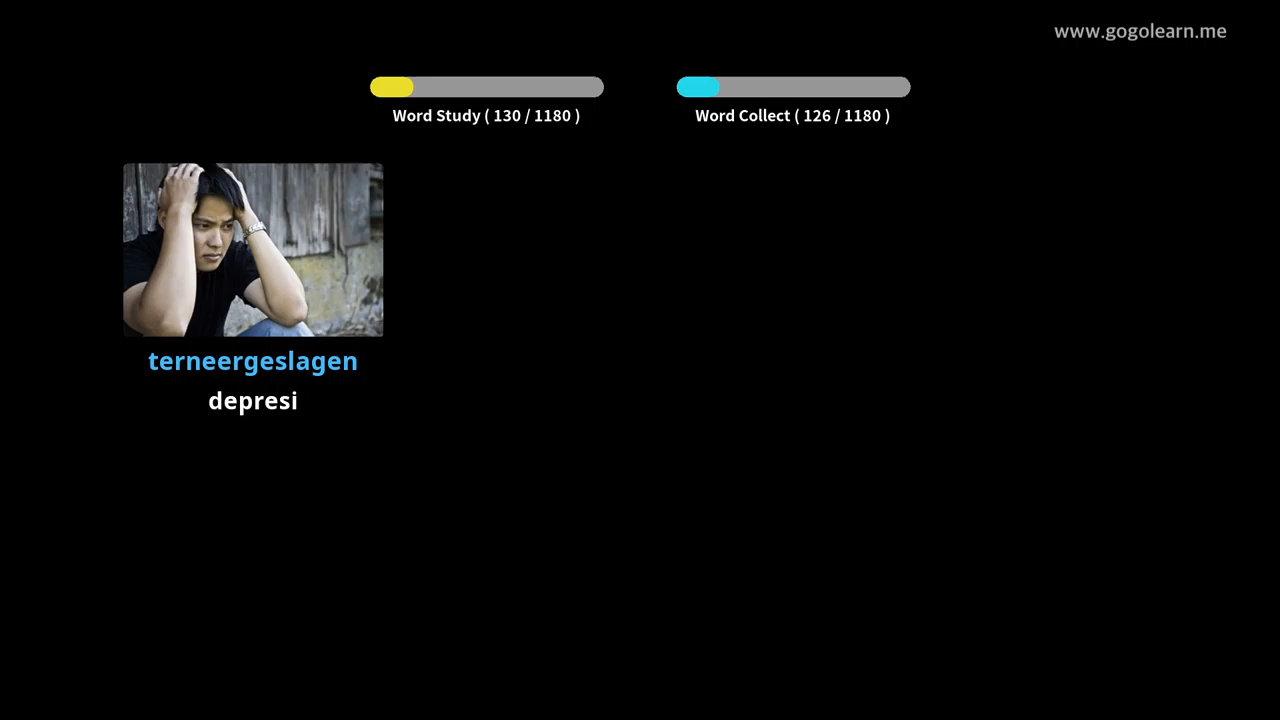 www.gogolearn.me
Word Study ( 130 / 1180 )
Word Collect ( 126 / 1180 )
terneergeslagen
depresi